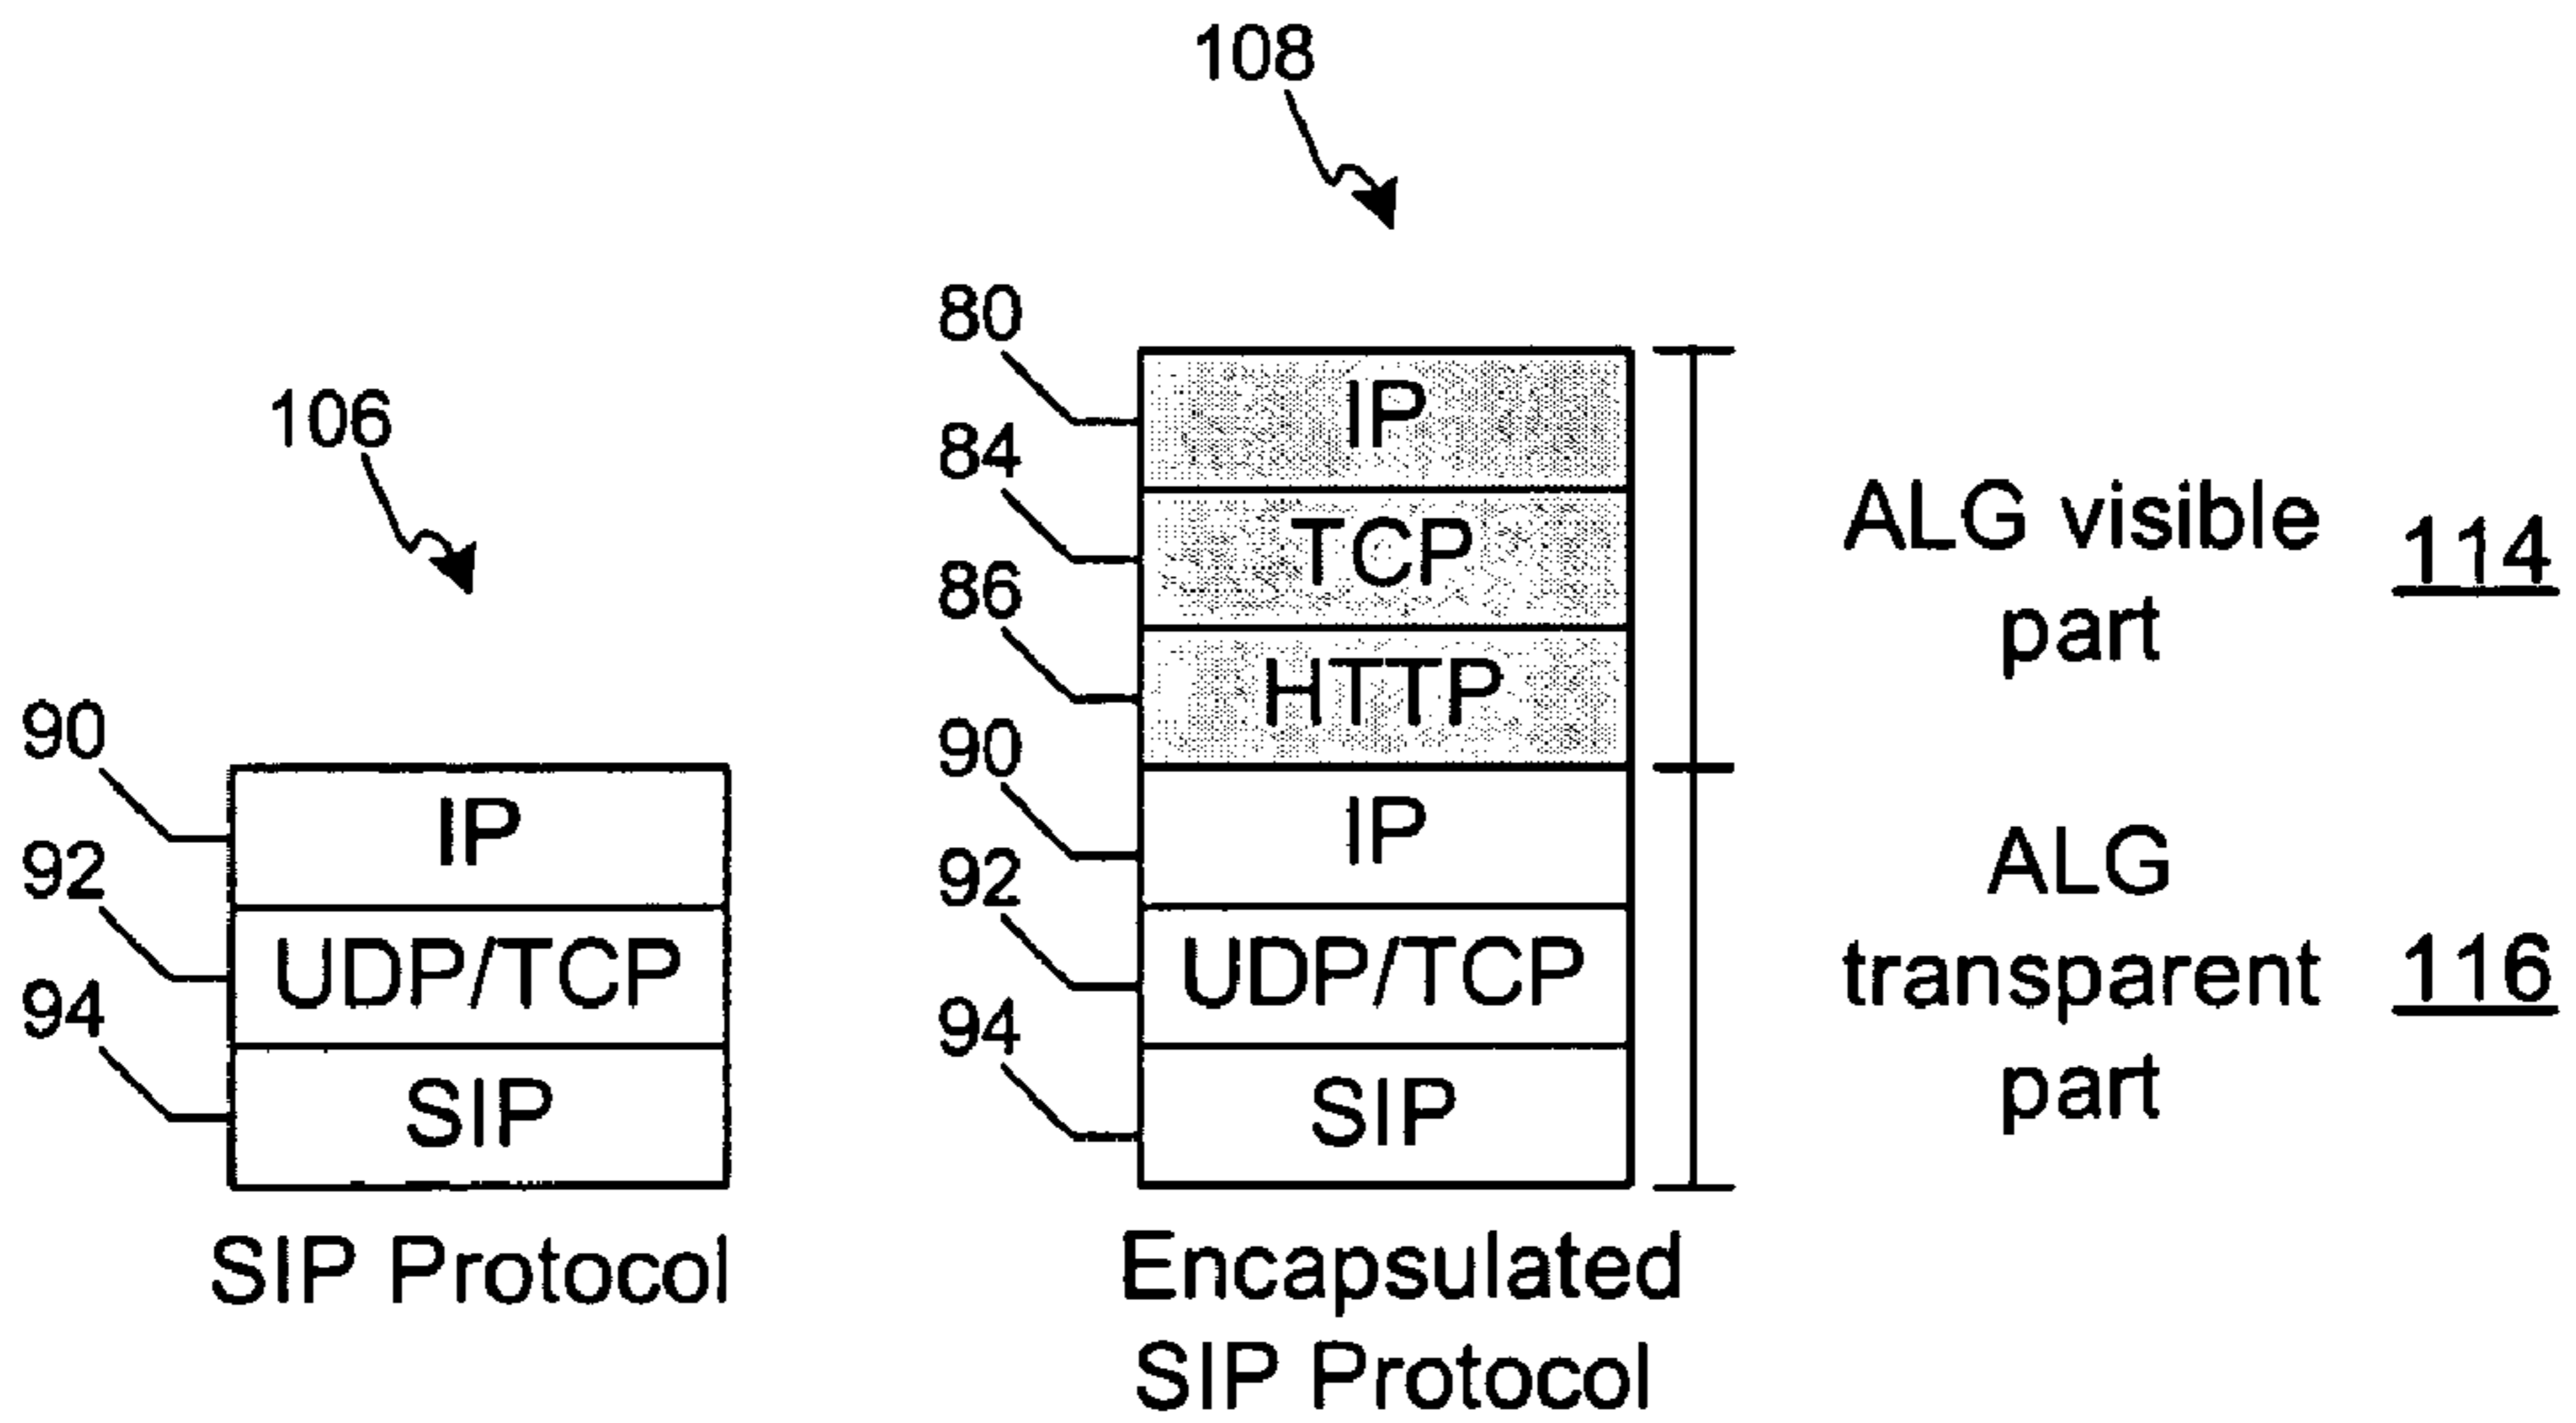 108
80
IP
106
84
TCP
ALG visible
part
114
86
HTTP
90
IP
90
IP
92
UDP/TCP
92
UDP/TCP
ALG
transparent
part
116
94
SIP
94
SIP
SIP Protocol
Encapsulated
SIP Protocol